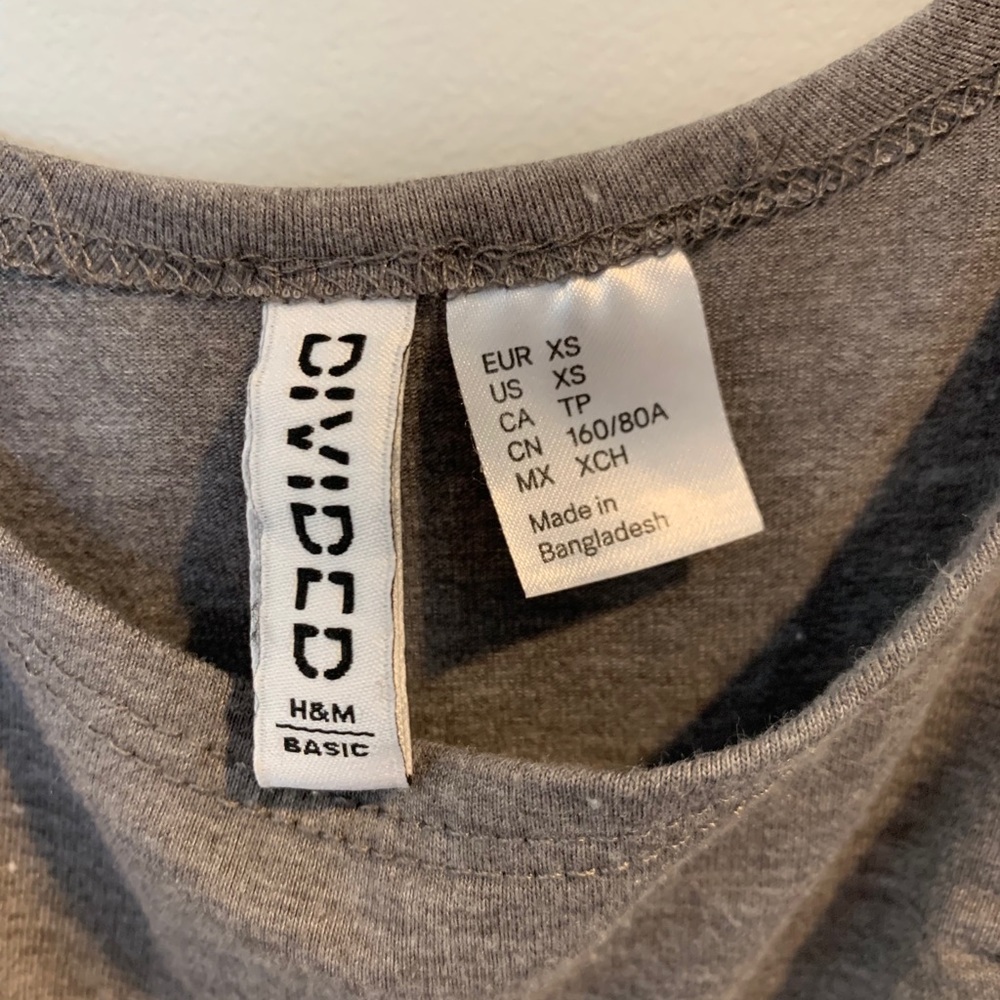 DIVIDED
H&M
BASIC
EUR XS
US XS
CA TP
CN 160/80A
MX XCH
Made in
Bangladesh